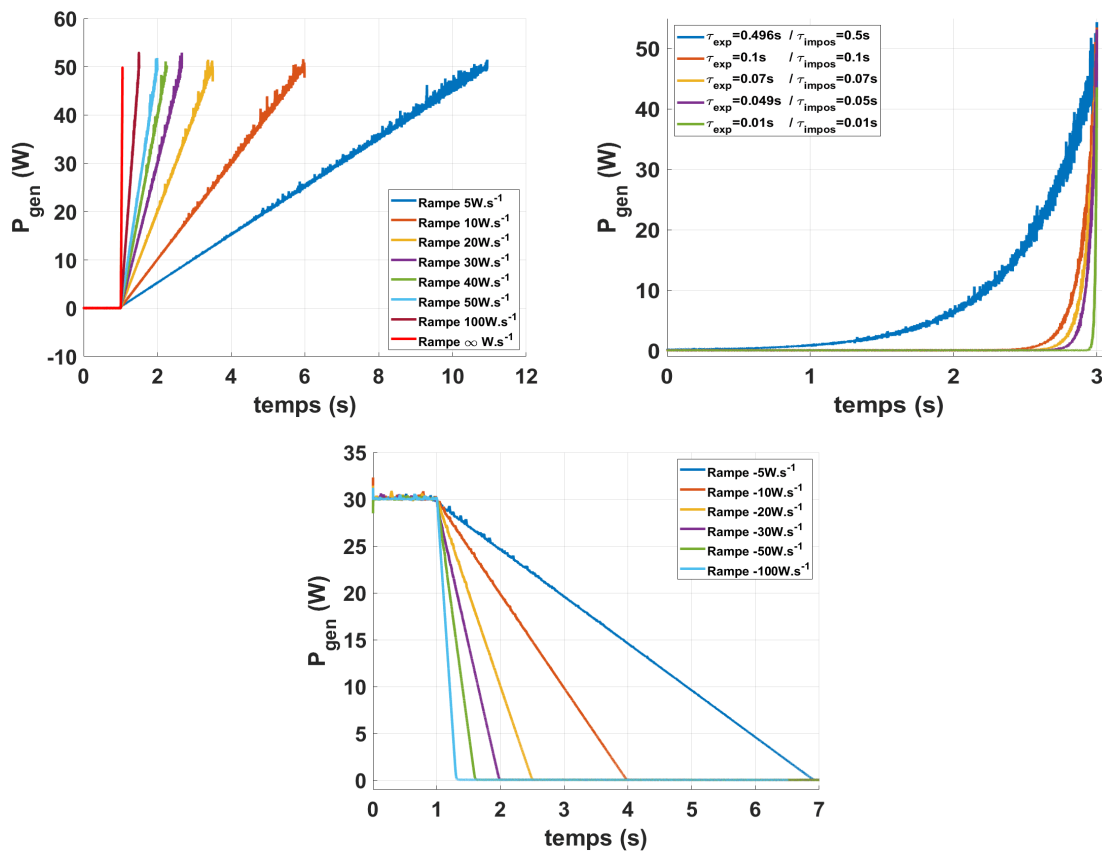 P_gen (W)
50
40
30
20
10
0
-10
0
2
4
6
8
10
12
temps (s)
Rampe 5W.s^-1
Rampe 10W.s^-1
Rampe 20W.s^-1
Rampe 30W.s^-1
Rampe 40W.s^-1
Rampe 50W.s^-1
Rampe 100W.s^-1
Rampe ∞ W.s^-1
P_gen (W)
50
40
30
20
10
0
0
1
2
3
temps (s)
τ_exp=0.496s / τ_impos=0.5s
τ_exp=0.1s / τ_impos=0.1s
τ_exp=0.07s / τ_impos=0.07s
τ_exp=0.049s / τ_impos=0.05s
τ_exp=0.01s / τ_impos=0.01s
P_gen (W)
35
30
25
20
15
10
5
0
0
1
2
3
4
5
6
7
temps (s)
Rampe -5W.s^-1
Rampe -10W.s^-1
Rampe -20W.s^-1
Rampe -30W.s^-1
Rampe -50W.s^-1
Rampe -100W.s^-1